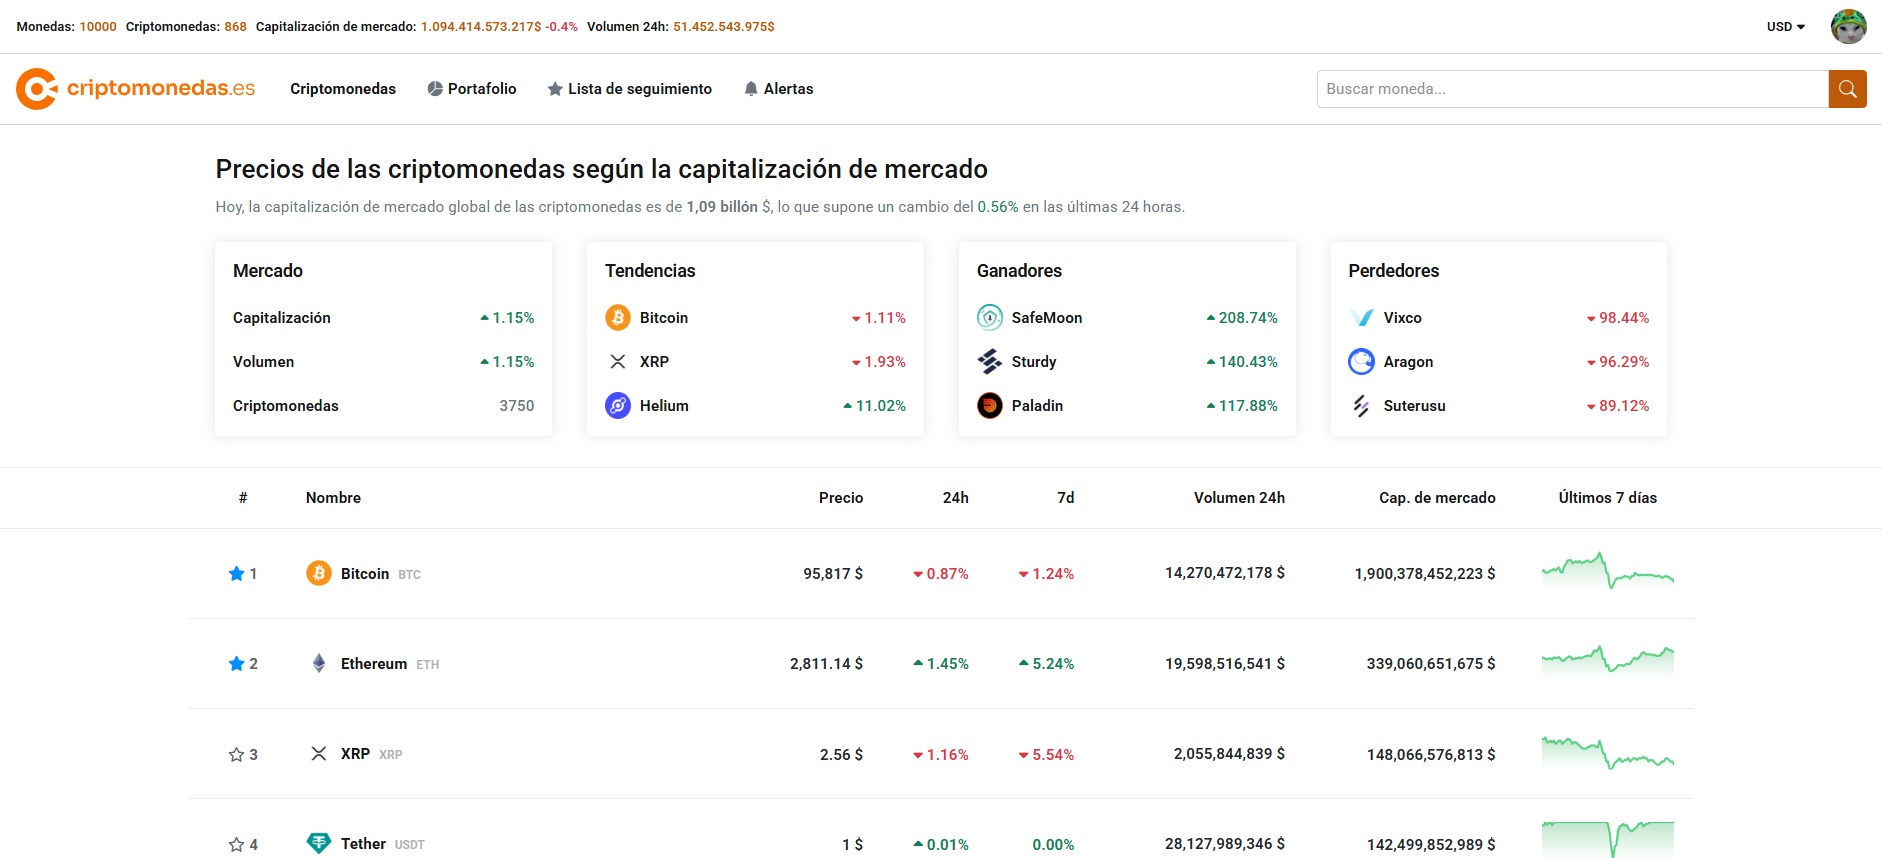 Monedas: 10000 Criptomonedas: 868 Capitalización de mercado: 1.094.414.573.217$ -0.4% Volumen 24h: 51.452.543.975$ USD
criptomonedas.es Criptomonedas Portafolio Lista de seguimiento Alertas Buscar moneda...
Precios de las criptomonedas según la capitalización de mercado
Hoy, la capitalización de mercado global de las criptomonedas es de 1,09 billón $, lo que supone un cambio del 0.56% en las últimas 24 horas.
Mercado
Capitalización 1.15%
Volumen 1.15%
Criptomonedas 3750
Tendencias
Bitcoin 1.11%
XRP 1.93%
Helium 11.02%
Ganadores
SafeMoon 208.74%
Sturdy 140.43%
Paladin 117.88%
Perdedores
Vixco 98.44%
Aragon 96.29%
Suterusu 89.12%
# Nombre Precio 24h 7d Volumen 24h Cap. de mercado Últimos 7 días
1 Bitcoin BTC 95,817 $ 0.87% 1.24% 14,270,472,178 $ 1,900,378,452,223 $
2 Ethereum ETH 2,811.14 $ 1.45% 5.24% 19,598,516,541 $ 339,060,651,675 $
3 XRP XRP 2.56 $ 1.16% 5.54% 2,055,844,839 $ 148,066,576,813 $
4 Tether USDT 1 $ 0.01% 0.00% 28,127,989,346 $ 142,499,852,989 $